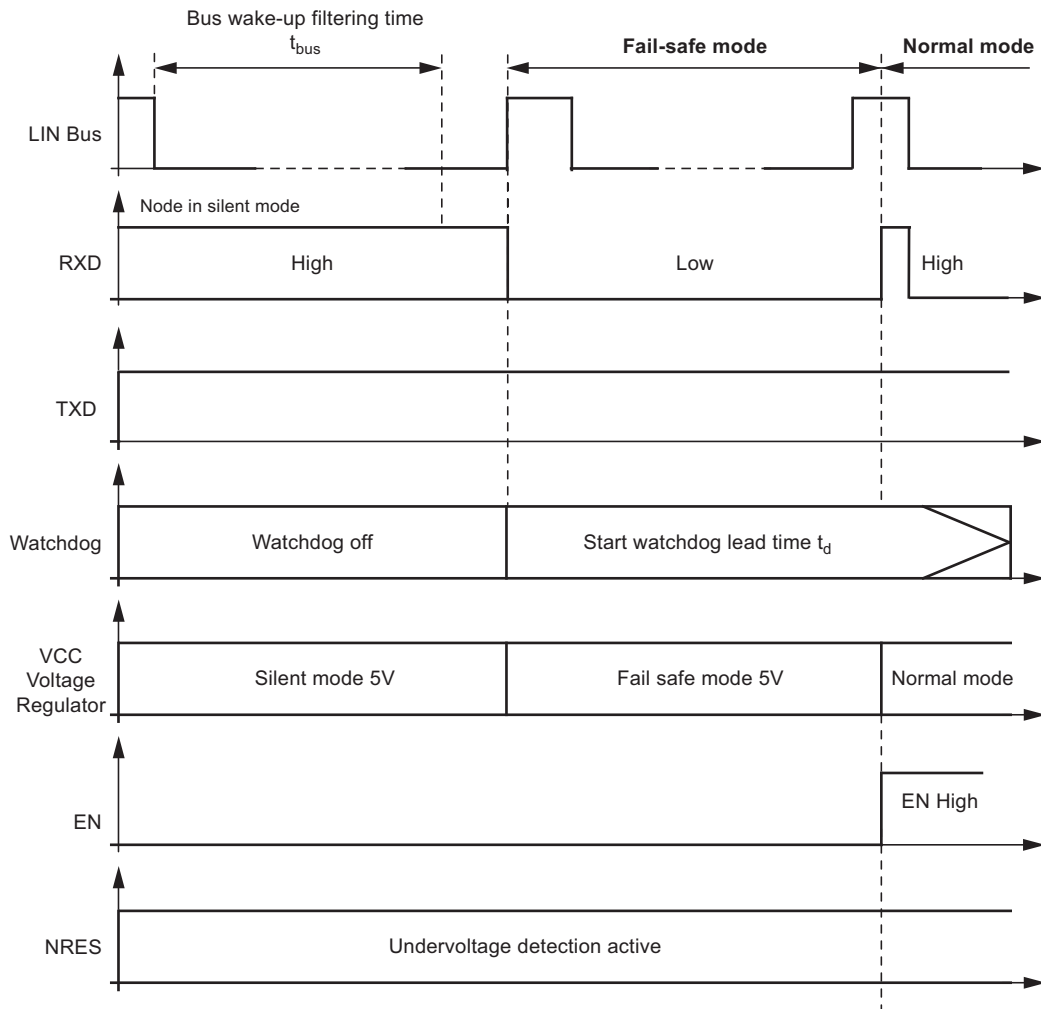 Bus wake-up filtering time
t_bus
Fail-safe mode
Normal mode
LIN Bus
Node in silent mode
RXD
High
Low
High
TXD
Watchdog
Watchdog off
Start watchdog lead time t_d
VCC
Voltage
Regulator
Silent mode 5V
Fail safe mode 5V
Normal mode
EN
EN High
NRES
Undervoltage detection active